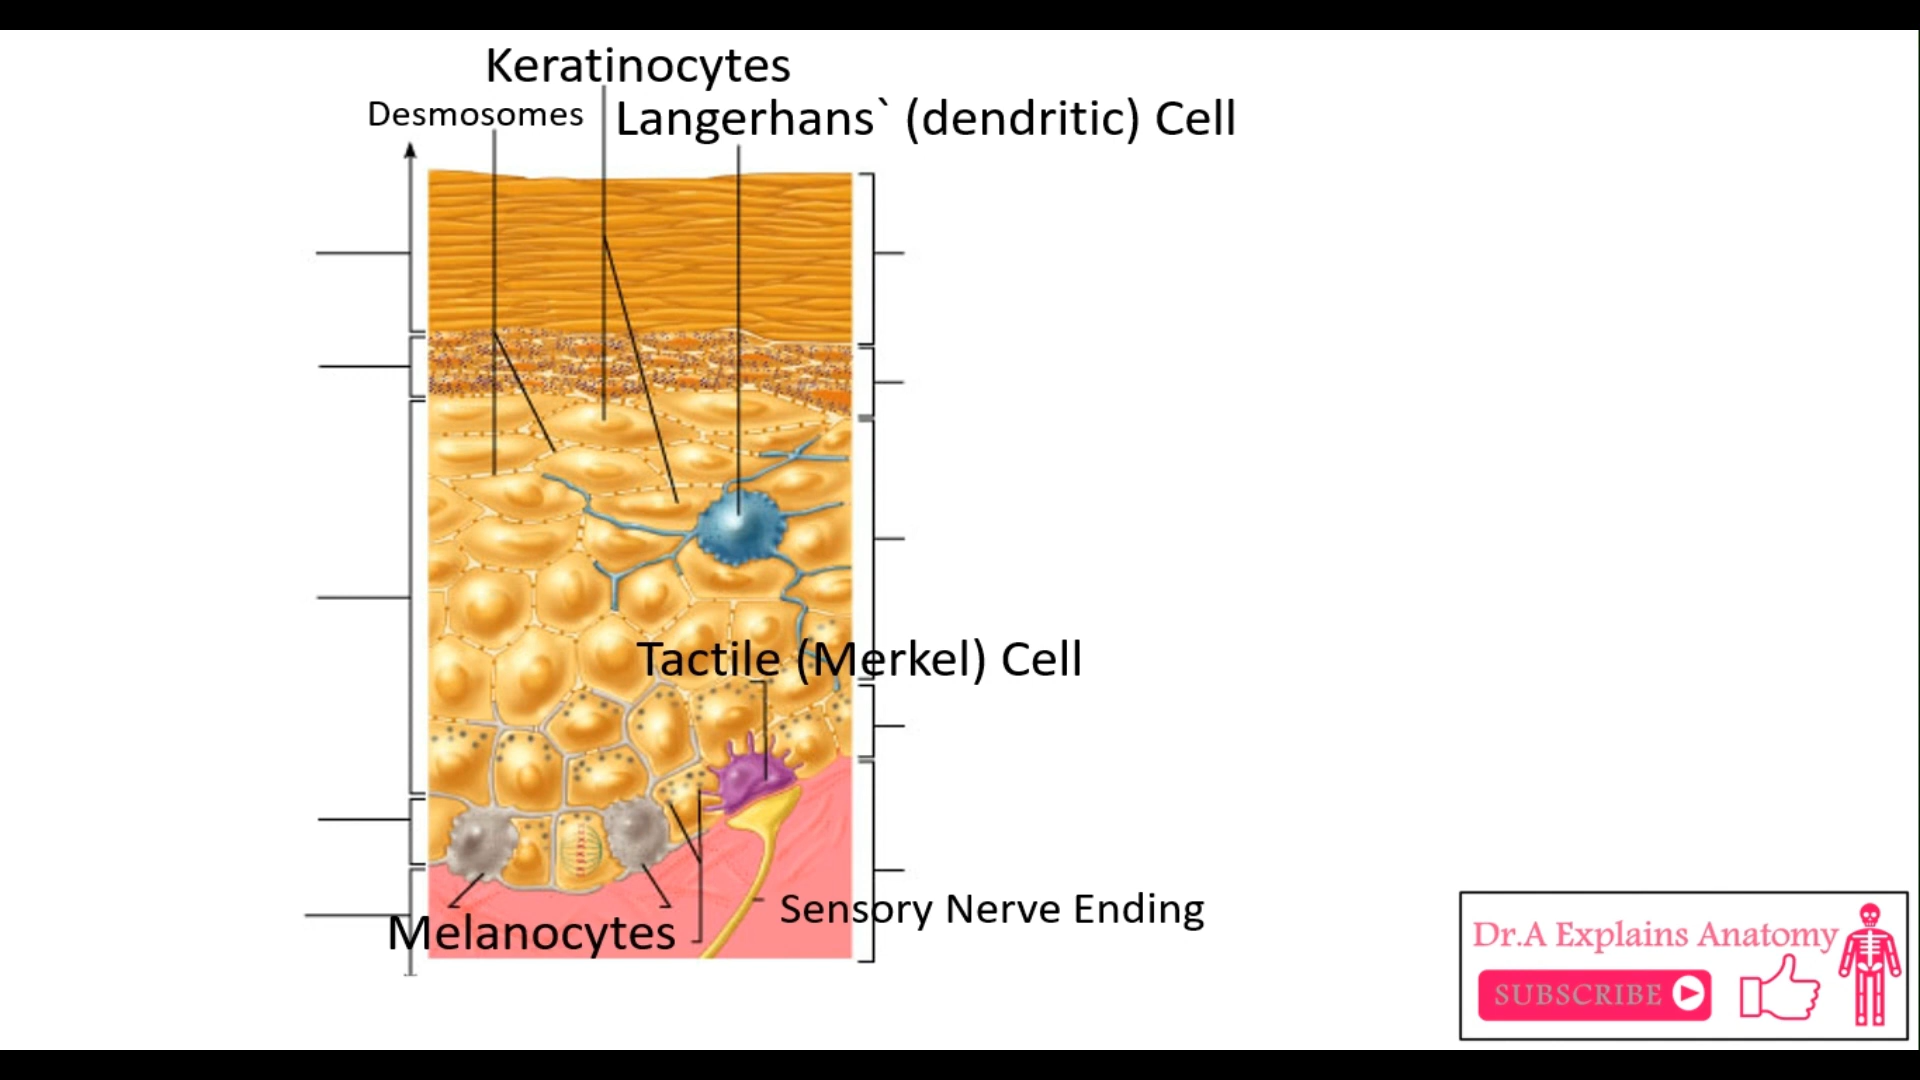 Keratinocytes
Desmosomes
Langerhans` (dendritic) Cell
Tactile (Merkel) Cell
Sensory Nerve Ending
Melanocytes
Dr.A Explains Anatomy
SUBSCRIBE